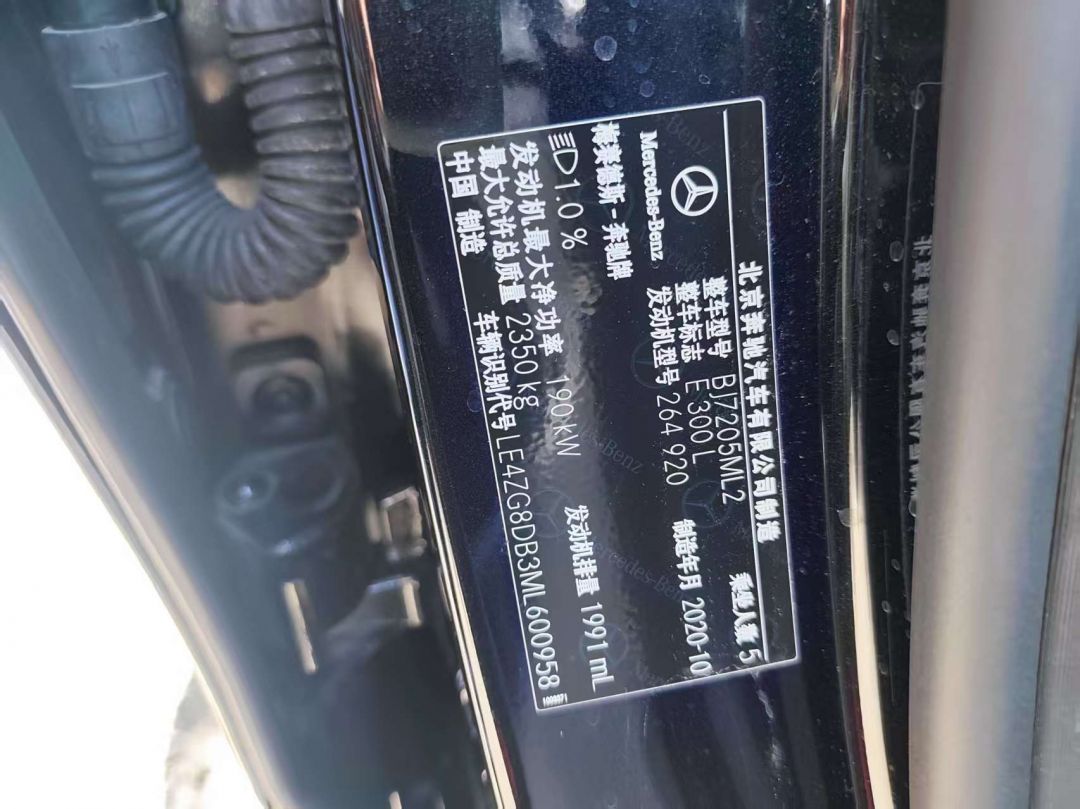 北京奔驰汽车有限公司制造
Mercedes-Benz
整车型号 BJ7205ML2 乘坐人数 5
整车标志 E 300 L 制造年月 2020-10
发动机型号 264 920
梅赛德斯-奔驰牌
1.0 %
发动机最大净功率 190kW 发动机排量 1991 mL
最大允许总质量 2350 kg
车辆识别代号 LE4ZG8DB3ML600958
中国 制造